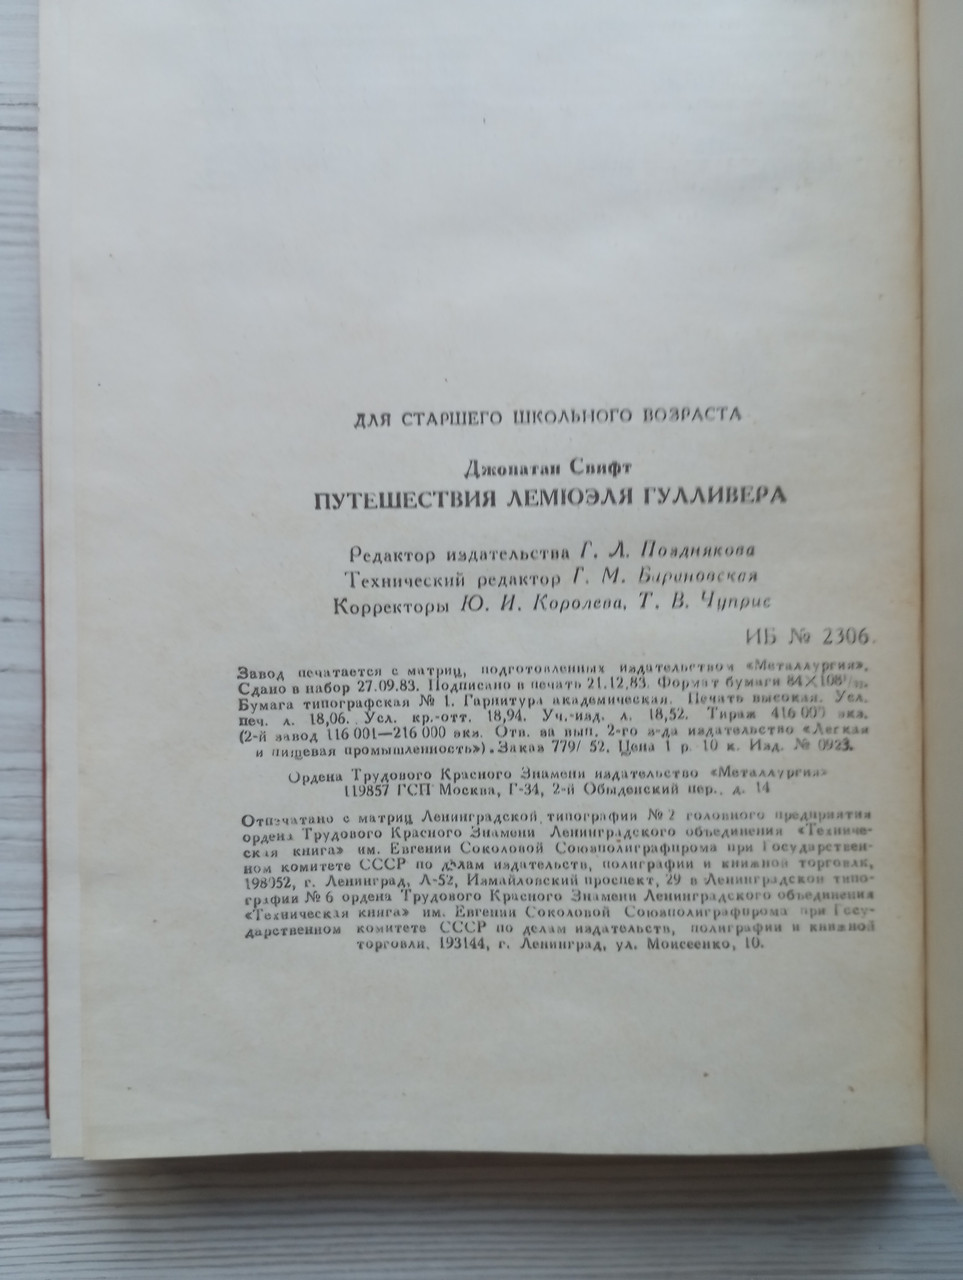 ДЛЯ СТАРШЕГО ШКОЛЬНОГО ВОЗРАСТА
Джонатан Свифт
ПУТЕШЕСТВИЯ ЛЕМЮЭЛЯ ГУЛЛИВЕРА
Редактор издательства Г. Л. Позднякова
Технический редактор Г. М. Бариновская
Корректоры Ю. И. Королева, Т. В. Чуприс
ИБ № 2306.
Завод печатается с матриц, подготовленных издательством «Металлургия».
Сдано в набор 27.09.83. Подписано в печать 21.12.83. Формат бумаги 84×108¹/₃₂.
Бумага типографская № 1. Гарнитура академическая. Печать высокая. Усл.
печ. л. 18,06. Усл. кр.-отт. 18,94. Уч.-изд. л. 18,52. Тираж 416 000 экз.
(2-й завод 116 001—216 000 экз. Отв. за вып. 2-го з-да издательство «Легкая
и пищевая промышленность»). Заказ 779/ 52. Цена 1 р. 10 к. Изд. № 0923.
Ордена Трудового Красного Знамени издательство «Металлургия»
119857 ГСП Москва, Г-34, 2-й Обыденский пер., д. 14
Отпечатано с матриц Ленинградской типографии № 2 головного предприятия
ордена Трудового Красного Знамени Ленинградского объединения «Техниче-
ская книга» им. Евгении Соколовой Союзполиграфпрома при Государствен-
ном комитете СССР по делам издательств, полиграфии и книжной торговли,
198052, г. Ленинград, Л-52, Измайловский проспект, 29 в Ленинградской типо-
графии № 6 ордена Трудового Красного Знамени Ленинградского объединения
«Техническая книга» им. Евгении Соколовой Союзполиграфпрома при Госу-
дарственном комитете СССР по делам издательств, полиграфии и книжной
торговли. 193144, г. Ленинград, ул. Моисеенко, 10.